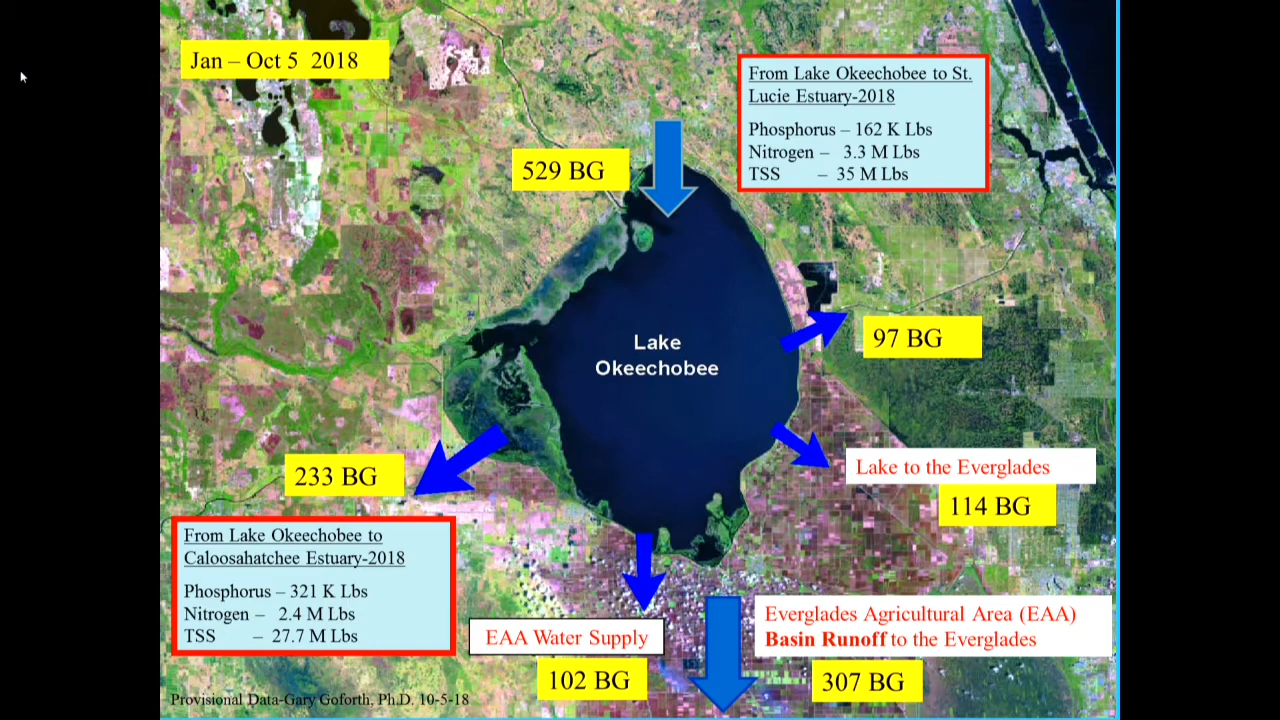 Jan – Oct 5 2018
From Lake Okeechobee to St.
Lucie Estuary-2018
Phosphorus – 162 K Lbs
Nitrogen – 3.3 M Lbs
TSS – 35 M Lbs
529 BG
97 BG
Lake
Okeechobee
Lake to the Everglades
114 BG
233 BG
From Lake Okeechobee to
Caloosahatchee Estuary-2018
Phosphorus – 321 K Lbs
Nitrogen – 2.4 M Lbs
TSS – 27.7 M Lbs
EAA Water Supply
102 BG
Everglades Agricultural Area (EAA)
Basin Runoff to the Everglades
307 BG
Provisional Data-Gary Goforth, Ph.D. 10-5-18